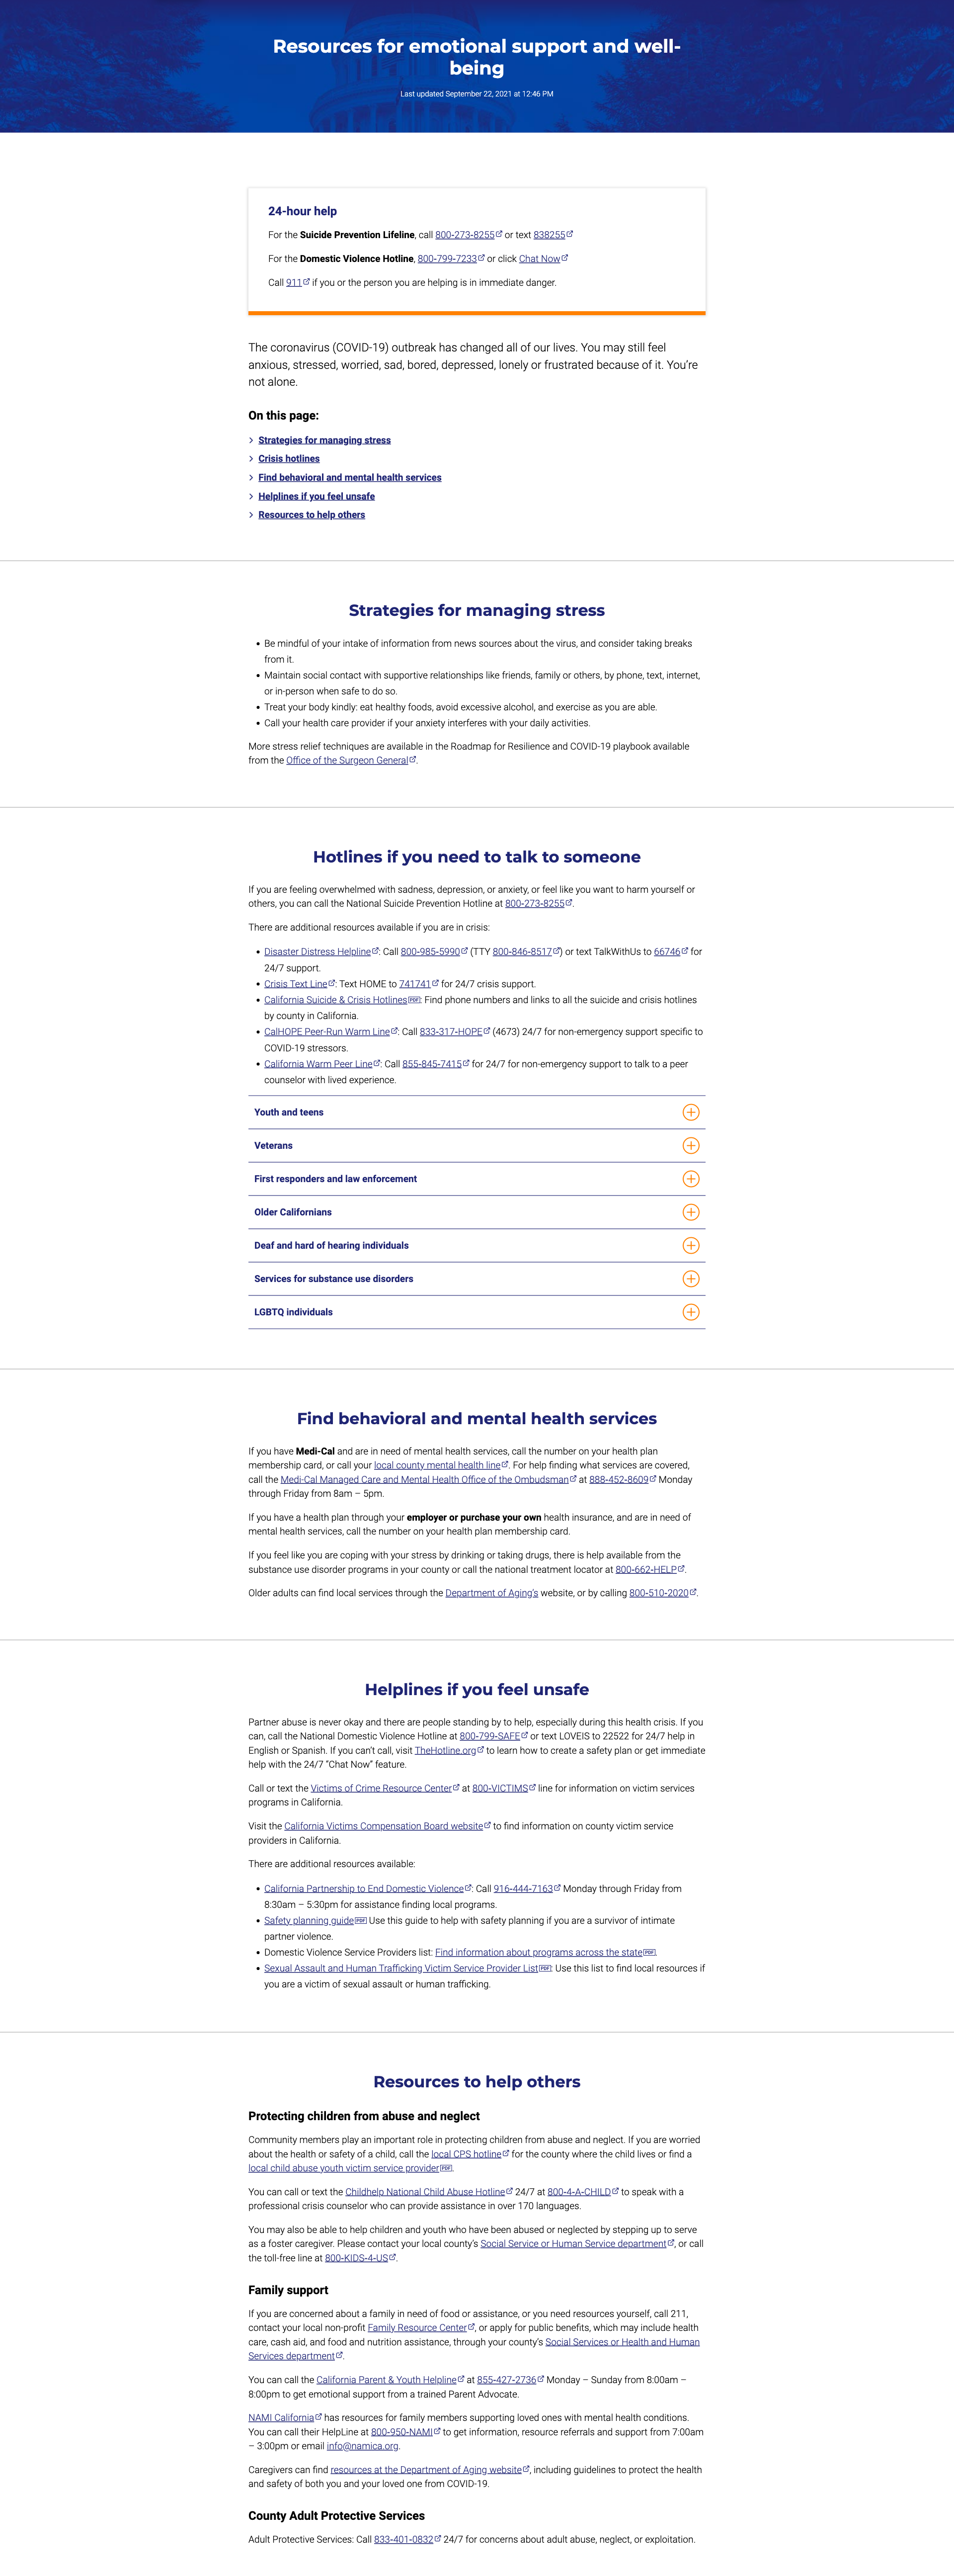 Resources for emotional support and well-
being
Last updated September 22, 2021 at 12:46 PM
24-hour help
For the Suicide Prevention Lifeline, call 800-273-8255 or text 838255
For the Domestic Violence Hotline, 800-799-7233 or click Chat Now
Call 911 if you or the person you are helping is in immediate danger.
The coronavirus (COVID-19) outbreak has changed all of our lives. You may still feel
anxious, stressed, worried, sad, bored, depressed, lonely or frustrated because of it. You're
not alone.
On this page:
Strategies for managing stress
Crisis hotlines
Find behavioral and mental health services
Helplines if you feel unsafe
Resources to help others
Strategies for managing stress
• Be mindful of your intake of information from news sources about the virus, and consider taking breaks
from it.
• Maintain social contact with supportive relationships like friends, family or others, by phone, text, internet,
or in-person when safe to do so.
• Treat your body kindly: eat healthy foods, avoid excessive alcohol, and exercise as you are able.
• Call your health care provider if your anxiety interferes with your daily activities.
More stress relief techniques are available in the Roadmap for Resilience and COVID-19 playbook available
from the Office of the Surgeon General.
Hotlines if you need to talk to someone
If you are feeling overwhelmed with sadness, depression, or anxiety, or feel like you want to harm yourself or
others, you can call the National Suicide Prevention Hotline at 800-273-8255.
There are additional resources available if you are in crisis:
• Disaster Distress Helpline: Call 800-985-5990 (TTY 800-846-8517) or text TalkWithUs to 66746 for
24/7 support.
• Crisis Text Line: Text HOME to 741741 for 24/7 crisis support.
• California Suicide & Crisis Hotlines PDF: Find phone numbers and links to all the suicide and crisis hotlines
by county in California.
• CalHOPE Peer-Run Warm Line: Call 833-317-HOPE (4673) 24/7 for non-emergency support specific to
COVID-19 stressors.
• California Warm Peer Line: Call 855-845-7415 for 24/7 for non-emergency support to talk to a peer
counselor with lived experience.
Youth and teens
Veterans
First responders and law enforcement
Older Californians
Deaf and hard of hearing individuals
Services for substance use disorders
LGBTQ individuals
Find behavioral and mental health services
If you have Medi-Cal and are in need of mental health services, call the number on your health plan
membership card, or call your local county mental health line. For help finding what services are covered,
call the Medi-Cal Managed Care and Mental Health Office of the Ombudsman at 888-452-8609 Monday
through Friday from 8am – 5pm.
If you have a health plan through your employer or purchase your own health insurance, and are in need of
mental health services, call the number on your health plan membership card.
If you feel like you are coping with your stress by drinking or taking drugs, there is help available from the
substance use disorder programs in your county or call the national treatment locator at 800-662-HELP.
Older adults can find local services through the Department of Aging's website, or by calling 800-510-2020.
Helplines if you feel unsafe
Partner abuse is never okay and there are people standing by to help, especially during this health crisis. If you
can, call the National Domestic Violence Hotline at 800-799-SAFE or text LOVEIS to 22522 for 24/7 help in
English or Spanish. If you can't call, visit TheHotline.org to learn how to create a safety plan or get immediate
help with the 24/7 “Chat Now” feature.
Call or text the Victims of Crime Resource Center at 800-VICTIMS line for information on victim services
programs in California.
Visit the California Victims Compensation Board website to find information on county victim service
providers in California.
There are additional resources available:
• California Partnership to End Domestic Violence: Call 916-444-7163 Monday through Friday from
8:30am – 5:30pm for assistance finding local programs.
• Safety planning guide PDF Use this guide to help with safety planning if you are a survivor of intimate
partner violence.
• Domestic Violence Service Providers list: Find information about programs across the state PDF.
• Sexual Assault and Human Trafficking Victim Service Provider List PDF: Use this list to find local resources if
you are a victim of sexual assault or human trafficking.
Resources to help others
Protecting children from abuse and neglect
Community members play an important role in protecting children from abuse and neglect. If you are worried
about the health or safety of a child, call the local CPS hotline for the county where the child lives or find a
local child abuse youth victim service provider PDF.
You can call or text the Childhelp National Child Abuse Hotline 24/7 at 800-4-A-CHILD to speak with a
professional crisis counselor who can provide assistance in over 170 languages.
You may also be able to help children and youth who have been abused or neglected by stepping up to serve
as a foster caregiver. Please contact your local county's Social Service or Human Service department, or call
the toll-free line at 800-KIDS-4-US.
Family support
If you are concerned about a family in need of food or assistance, or you need resources yourself, call 211,
contact your local non-profit Family Resource Center, or apply for public benefits, which may include health
care, cash aid, and food and nutrition assistance, through your county's Social Services or Health and Human
Services department.
You can call the California Parent & Youth Helpline at 855-427-2736 Monday – Sunday from 8:00am –
8:00pm to get emotional support from a trained Parent Advocate.
NAMI California has resources for family members supporting loved ones with mental health conditions.
You can call their HelpLine at 800-950-NAMI to get information, resource referrals and support from 7:00am
– 3:00pm or email info@namica.org.
Caregivers can find resources at the Department of Aging website, including guidelines to protect the health
and safety of both you and your loved one from COVID-19.
County Adult Protective Services
Adult Protective Services: Call 833-401-0832 24/7 for concerns about adult abuse, neglect, or exploitation.